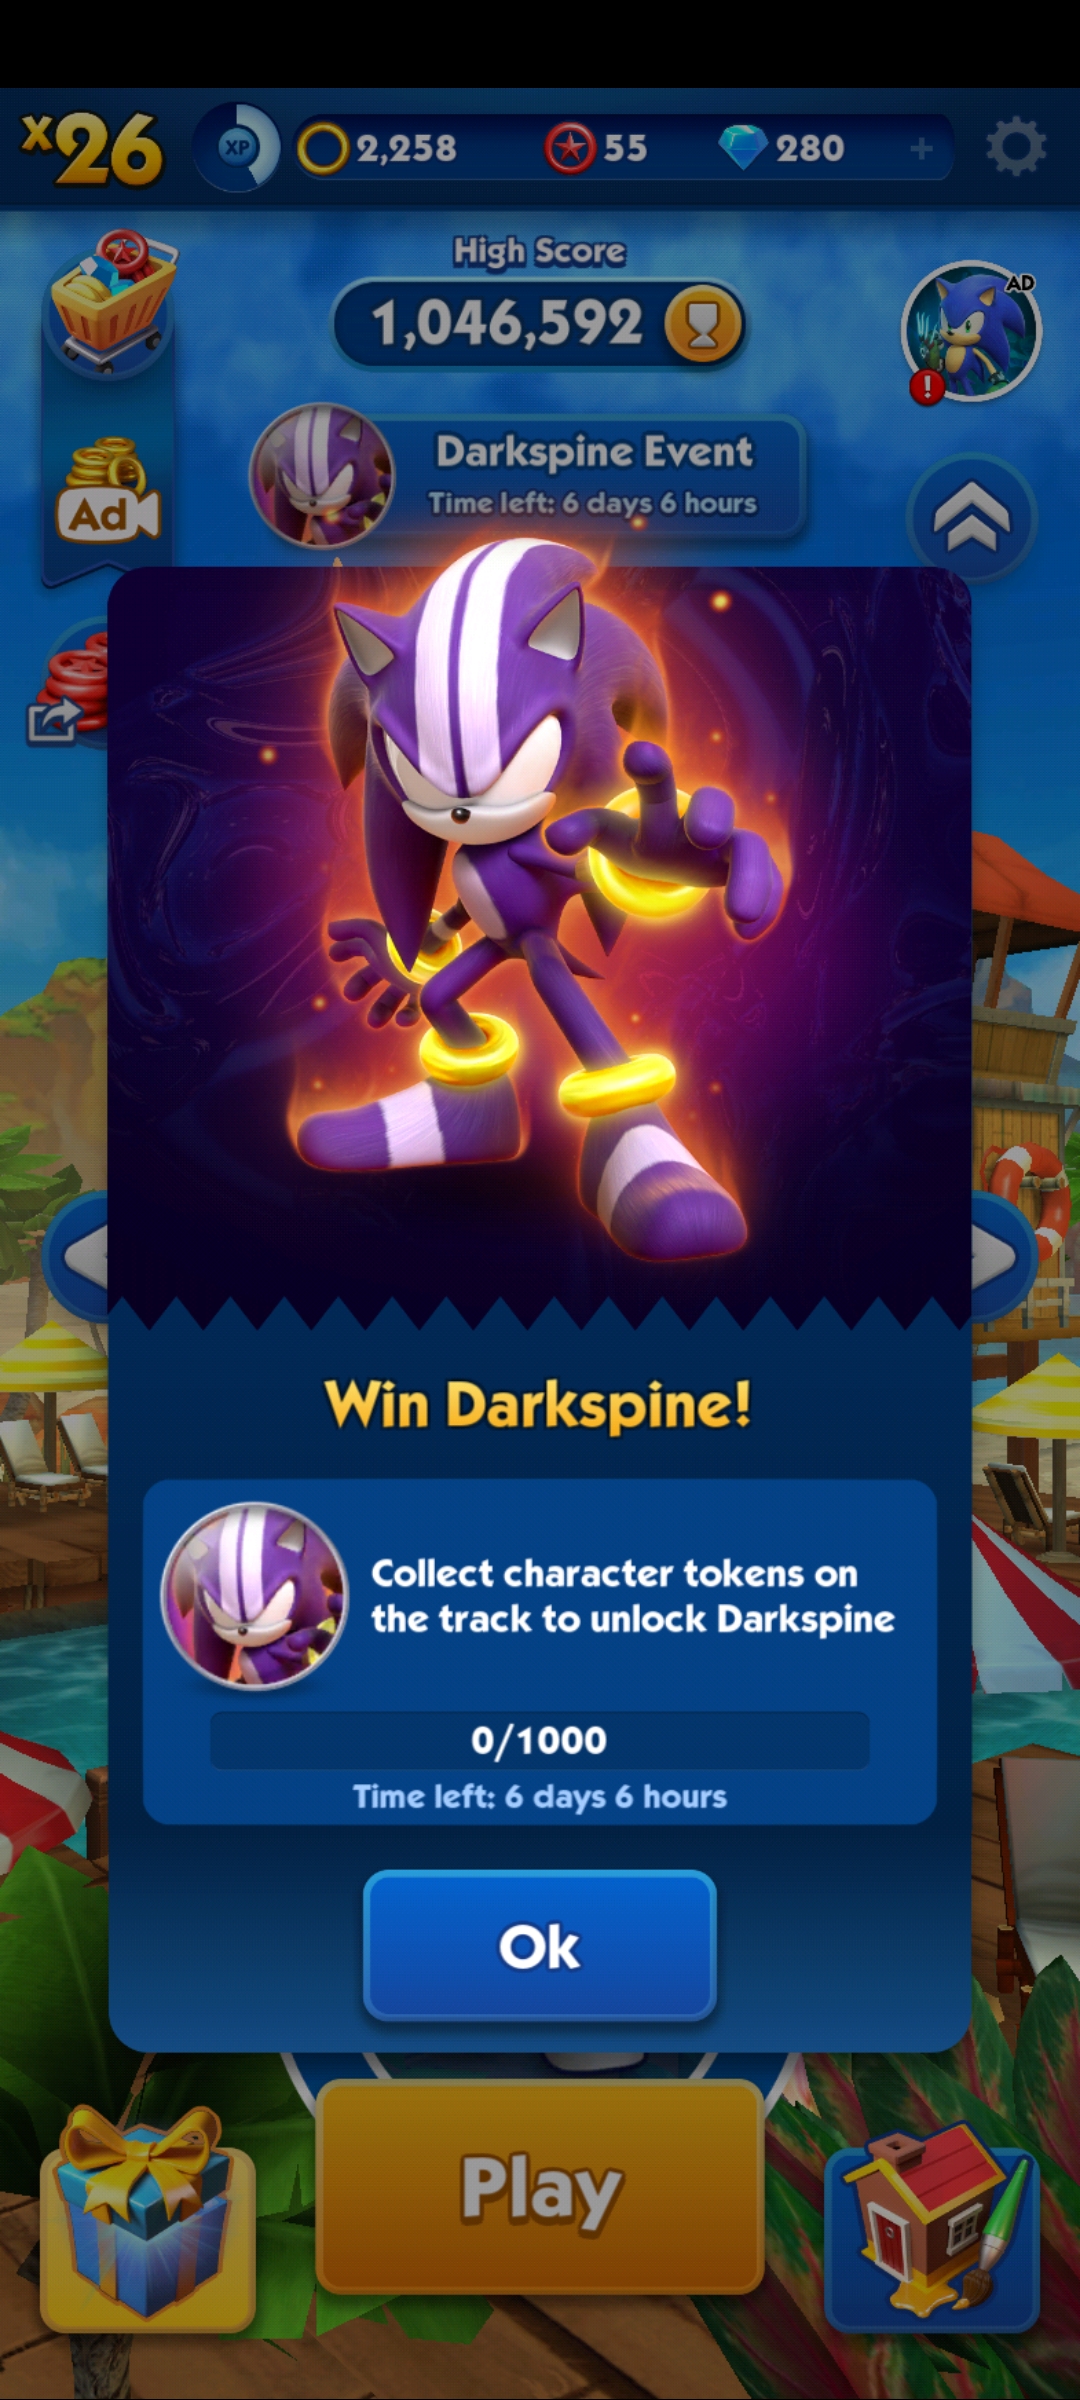 x26
XP
2,258
55
280
+
High Score
1,046,592
AD
!
Darkspine Event
Time left: 6 days 6 hours
Ad
Win Darkspine!
Collect character tokens on
the track to unlock Darkspine
0/1000
Time left: 6 days 6 hours
Ok
Play